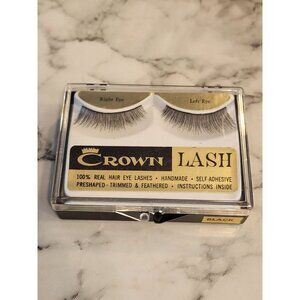 Right Eye Left Eye
CROWN LASH
100% REAL HAIR EYE LASHES • HANDMADE • SELF-ADHESIVE
PRESHAPED - TRIMMED & FEATHERED • INSTRUCTIONS INSIDE
BLACK